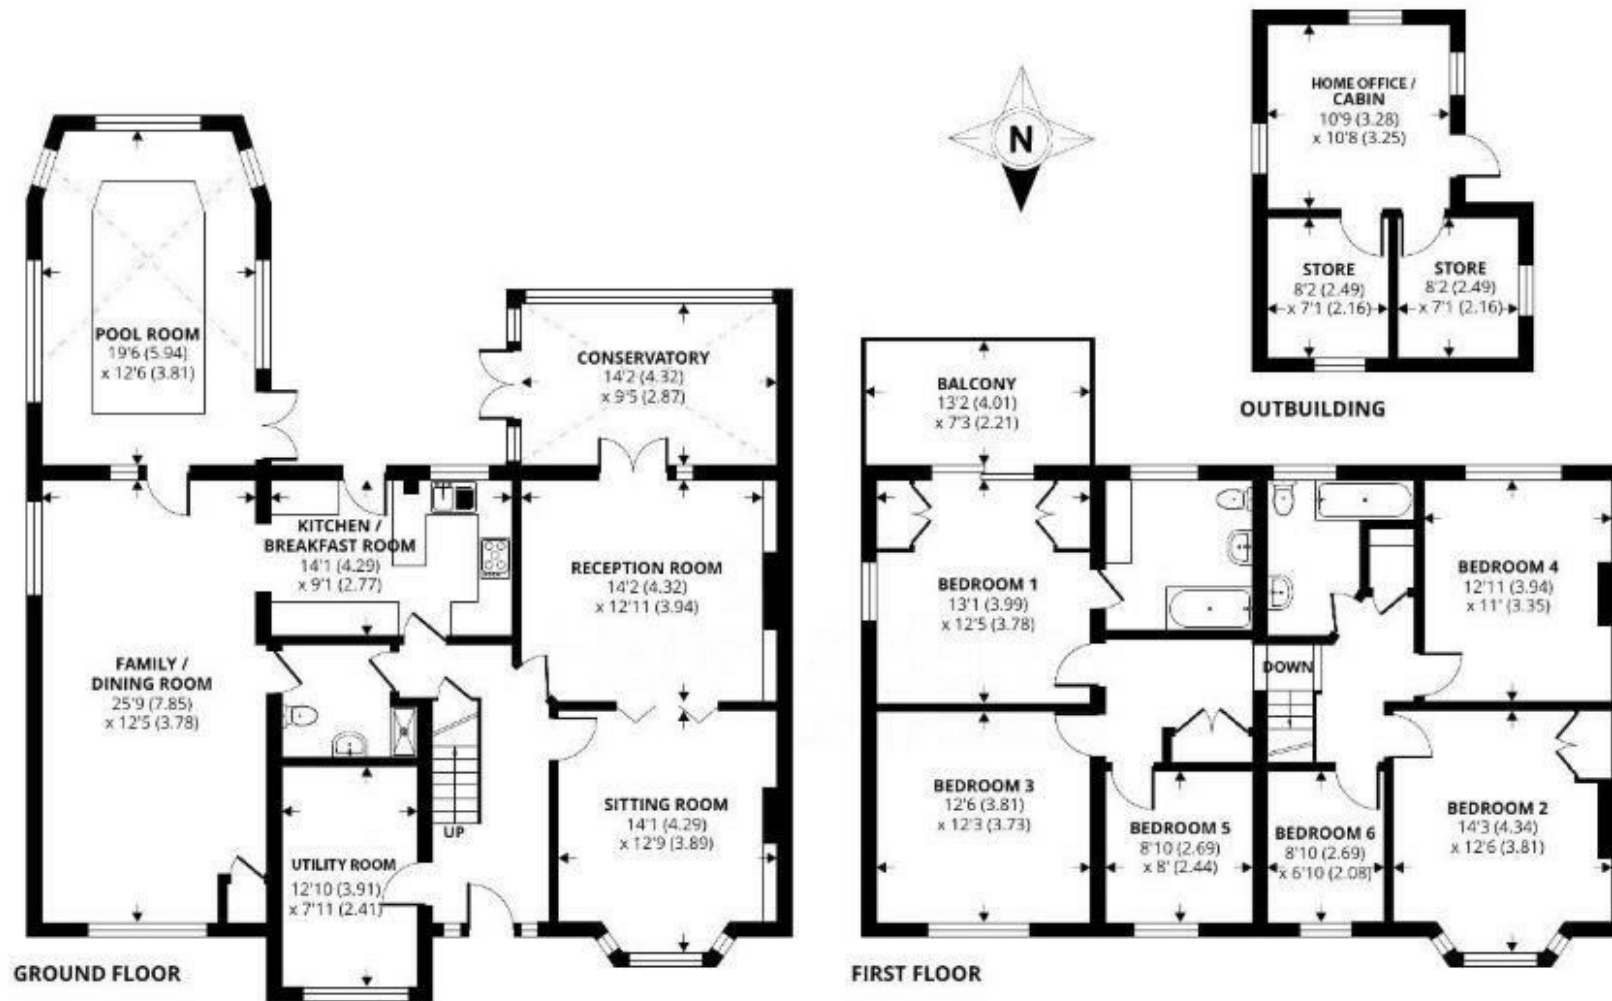 POOL ROOM
19'6 (5.94)
x 12'6 (3.81)
CONSERVATORY
14'2 (4.32)
x 9'5 (2.87)
KITCHEN /
BREAKFAST ROOM
14'1 (4.29)
x 9'1 (2.77)
RECEPTION ROOM
14'2 (4.32)
x 12'11 (3.94)
FAMILY /
DINING ROOM
25'9 (7.85)
x 12'5 (3.78)
SITTING ROOM
14'1 (4.29)
x 12'9 (3.89)
UP
UTILITY ROOM
12'10 (3.91)
x 7'11 (2.41)
GROUND FLOOR
N
HOME OFFICE /
CABIN
10'9 (3.28)
x 10'8 (3.25)
STORE
8'2 (2.49)
x 7'1 (2.16)
STORE
8'2 (2.49)
x 7'1 (2.16)
OUTBUILDING
BALCONY
13'2 (4.01)
x 7'3 (2.21)
BEDROOM 1
13'1 (3.99)
x 12'5 (3.78)
BEDROOM 4
12'11 (3.94)
x 11' (3.35)
DOWN
BEDROOM 3
12'6 (3.81)
x 12'3 (3.73)
BEDROOM 5
8'10 (2.69)
x 8' (2.44)
BEDROOM 6
8'10 (2.69)
x 6'10 (2.08)
BEDROOM 2
14'3 (4.34)
x 12'6 (3.81)
FIRST FLOOR